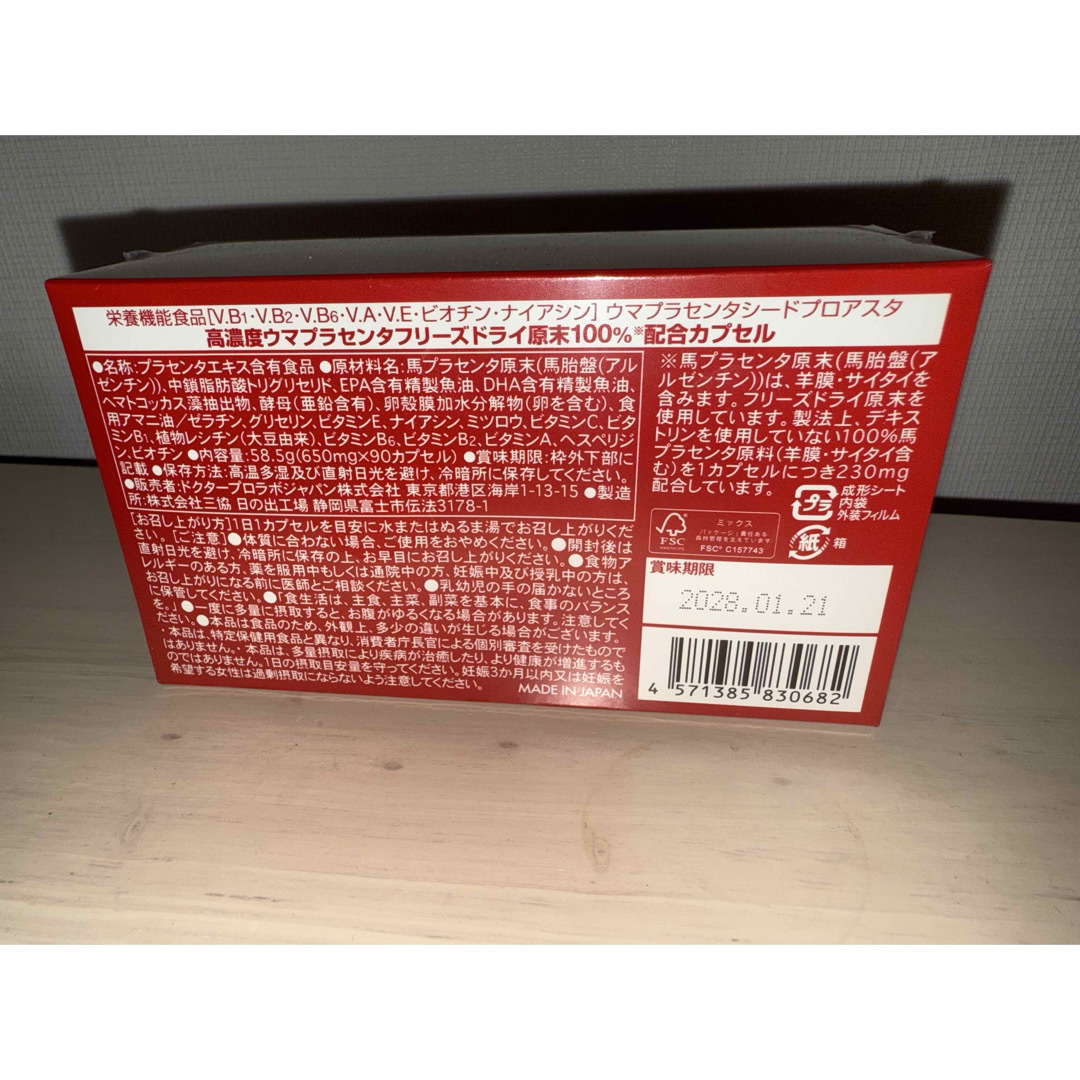 栄養機能食品[V.B1・V.B2・V.B6・V.A・V.E・ビオチン・ナイアシン] ウマプラセンタシードプロアスタ
高濃度ウマプラセンタフリーズドライ原末100%※配合カプセル
●名称:プラセンタエキス含有食品 ●原材料名:馬プラセンタ原末(馬胎盤(アル
ゼンチン))、中鎖脂肪酸トリグリセリド、EPA含有精製魚油、DHA含有精製魚油、
ヘマトコッカス藻抽出物、酵母(亜鉛含有)、卵殻膜加水分解物(卵を含む)、食
用アマニ油/ゼラチン、グリセリン、ビタミンE、ナイアシン、ミツロウ、ビタミンC、ビタ
ミンB1、植物レシチン(大豆由来)、ビタミンB6、ビタミンB2、ビタミンA、ヘスペリジ
ン、ビオチン ●内容量:58.5g(650mg×90カプセル) ●賞味期限:枠外下部に
記載 ●保存方法:高温多湿及び直射日光を避け、冷暗所に保存してください。
●販売者:ドクタープロラボジャパン株式会社 東京都港区海岸1-13-15 ●製造
所:株式会社三協 日の出工場 静岡県富士市伝法3178-1
[お召し上がり方]1日1カプセルを目安に水またはぬるま湯でお召し上がりくだ
さい。[ご注意]●体質に合わない場合、ご使用をおやめください。●開封後は
直射日光を避け、冷暗所に保存の上、お早目にお召し上がりください。●食物ア
レルギーのある方、薬を服用中もしくは通院中の方、妊娠中及び授乳中の方は、
お召し上がりになる前に医師とご相談ください。●乳幼児の手の届かないところ
に保管してください。●「食生活は、主食、主菜、副菜を基本に、食事のバランス
を。」●一度に多量に摂取すると、お腹がゆるくなる場合があります。注意してく
ださい。●本品は食品のため、外観上、多少の違いが生じる場合がございます。
・本品は、特定保健用食品と異なり、消費者庁長官による個別審査を受けたもので
はありません。・本品は、多量摂取により疾病が治癒したり、より健康が増進するも
のではありません。1日の摂取目安量を守ってください。妊娠3か月以内又は妊娠を
希望する女性は過剰摂取にならないよう注意してください。
MADE IN JAPAN
※馬プラセンタ原末(馬胎盤(ア
ルゼンチン))は、羊膜・サイタイを
含みます。フリーズドライ原末を
使用しています。製法上、デキス
トリンを使用していない100%馬
プラセンタ原料(羊膜・サイタイ含
む)を1カプセルにつき230mg
配合しています。
プラ
成形シート
内袋
外装フィルム
紙
箱
FSC
ミックス
パッケージ|責任ある
森林管理を支えています
FSC® C157743
賞味期限
2028.01.21
4 571385 830682